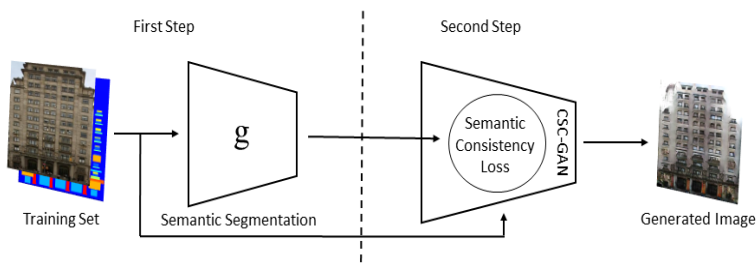 First Step
Second Step
g
Semantic
Consistency
Loss
CSC-GAN
Training Set
Semantic Segmentation
Generated Image